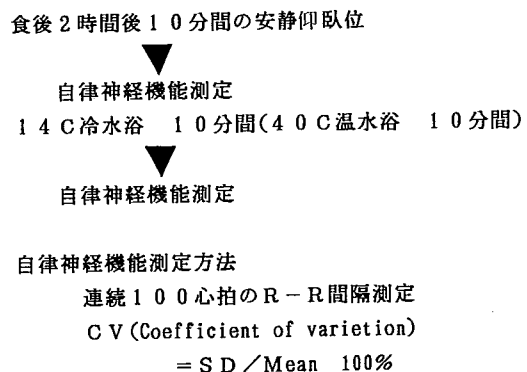 食後2時間後10分間の安静仰臥位
自律神経機能測定
14C冷水浴 10分間(40C温水浴 10分間)
自律神経機能測定
自律神経機能測定方法
連続100心拍のR-R間隔測定
CV(Coefficient of varietion)
=SD/Mean 100%